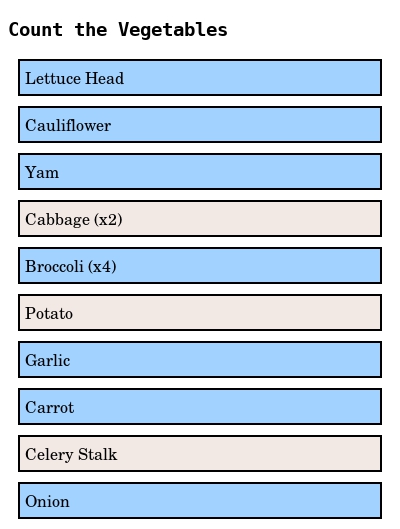 Count the Vegetables
Lettuce Head
Cauliflower
Yam
Cabbage (x2)
Broccoli (x4)
Potato
Garlic
Carrot
Celery Stalk
Onion